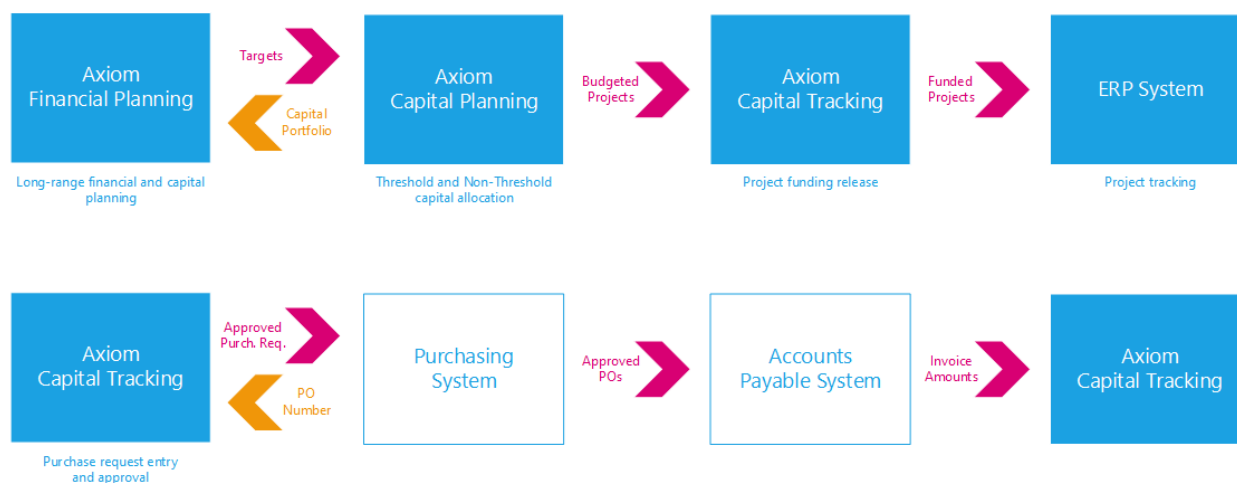 Axiom
Financial Planning
Targets
Capital
Portfolio
Axiom
Capital Planning
Budgeted
Projects
Axiom
Capital Tracking
Funded
Projects
ERP System
Long-range financial and capital
planning
Threshold and Non-Threshold
capital allocation
Project funding release
Project tracking
Axiom
Capital Tracking
Approved
Purch. Req.
PO
Number
Purchasing
System
Approved
POs
Accounts
Payable System
Invoice
Amounts
Axiom
Capital Tracking
Purchase request entry
and approval